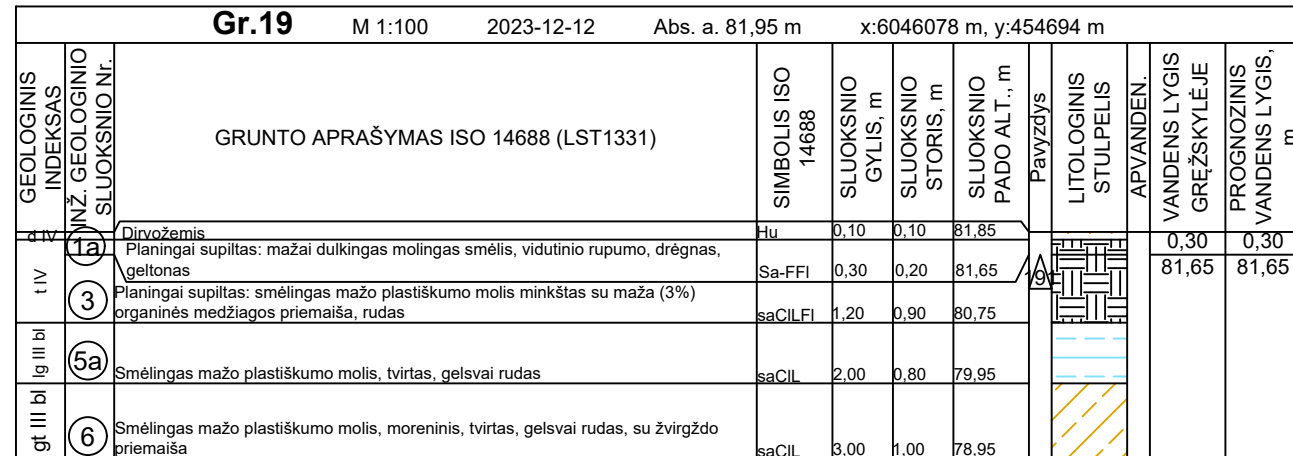 Gr.19 M 1:100 2023-12-12 Abs. a. 81,95 m x:6046078 m, y:454694 m
GEOLOGINIS
INDEKSAS
INŽ. GEOLOGINIO
SLUOKSNIO Nr.
GRUNTO APRAŠYMAS ISO 14688 (LST1331)
SIMBOLIS ISO
14688
SLUOKSNIO
GYLIS, m
SLUOKSNIO
STORIS, m
SLUOKSNIO
PADO ALT., m
Pavyzdys
LITOLOGINIS
STULPELIS
APVANDEN.
VANDENS LYGIS
GRĘŽSKYLĖJE
PROGNOZINIS
VANDENS LYGIS,
m
d IV Dirvožemis Hu 0,10 0,10 81,85
1a Planingai supiltas: mažai dulkingas molingas smėlis, vidutinio rupumo, drėgnas,
geltonas Sa-FFI 0,30 0,20 81,65
0,30 0,30
81,65 81,65
191
t IV 3 Planingai supiltas: smėlingas mažo plastiškumo molis minkštas su maža (3%)
organinės medžiagos priemaiša, rudas saClLFI 1,20 0,90 80,75
lg III bl 5a Smėlingas mažo plastiškumo molis, tvirtas, gelsvai rudas saClL 2,00 0,80 79,95
gt III bl 6 Smėlingas mažo plastiškumo molis, moreninis, tvirtas, gelsvai rudas, su žvirgždo
priemaiša saClL 3,00 1,00 78,95